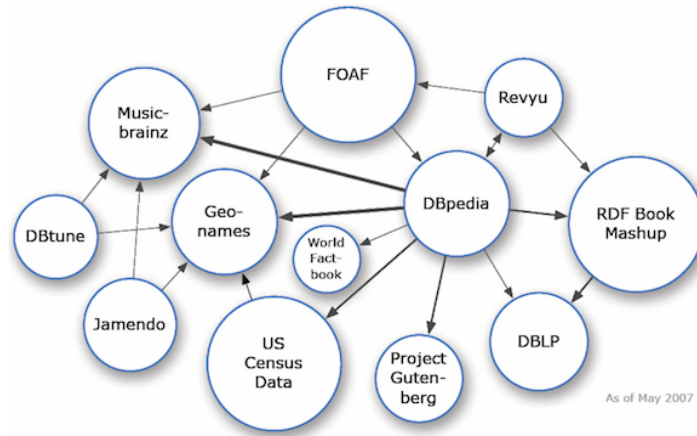 FOAF
Music-
brainz
Revyu
DBpedia
Geo-
names
RDF Book
Mashup
DBtune
World
Fact-
book
Jamendo
US
Census
Data
Project
Guten-
berg
DBLP
As of May 2007